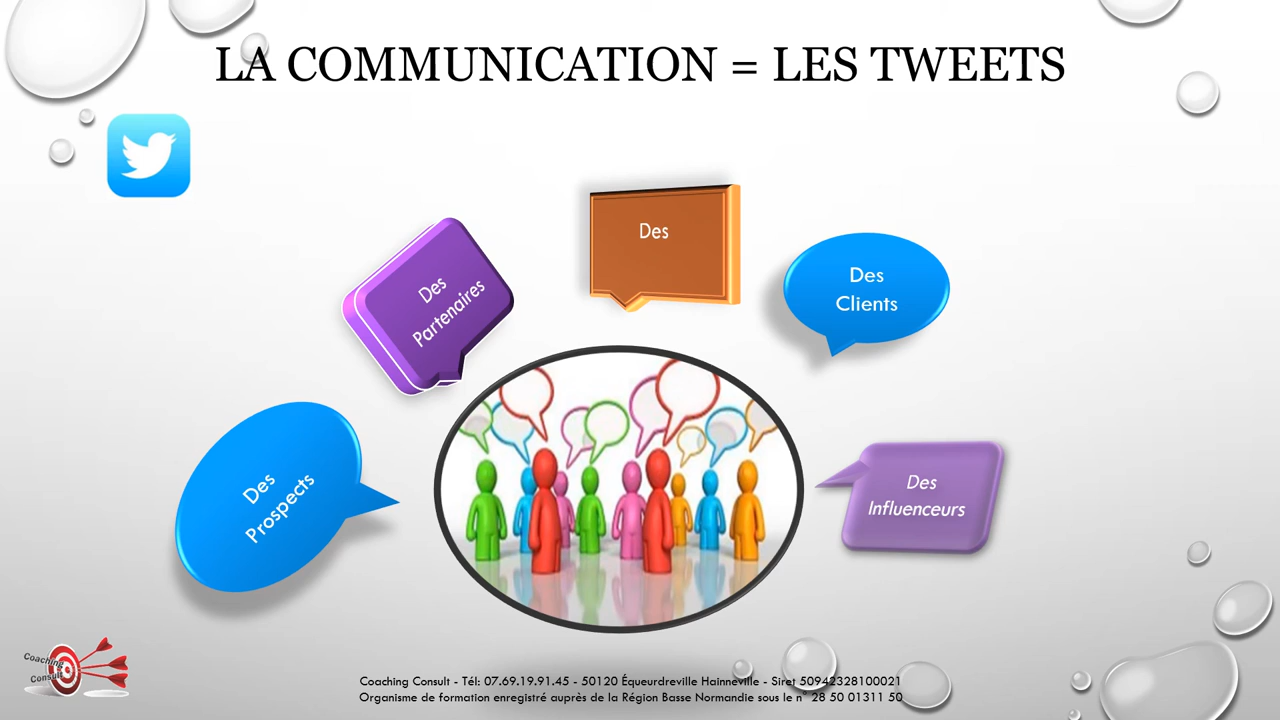 LA COMMUNICATION = LES TWEETS
Des
Des
Partenaires
Des
Clients
Des
Prospects
Des
Influenceurs
Coaching
Consult
Coaching Consult - Tél: 07.69.19.91.45 - 50120 Équeurdreville Hainneville - Siret 50942328100021
Organisme de formation enregistré auprès de la Région Basse Normandie sous le n° 28 50 01311 50